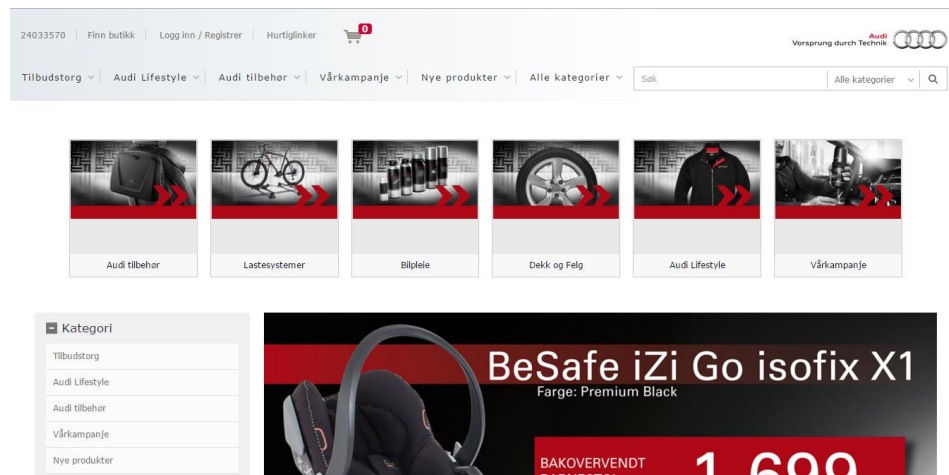 24033570 Finn butikk Logg inn / Registrer Hurtiglinker 0
Audi
Vorsprung durch Technik
Tilbudstorg Audi Lifestyle Audi tilbehør Vårkampanje Nye produkter Alle kategorier Søk Alle kategorier
Audi tilbehør Lastesystemer Bilpleie Dekk og Felg Audi Lifestyle Vårkampanje
Kategori
Tilbudstorg
Audi Lifestyle
Audi tilbehør
Vårkampanje
Nye produkter
BeSafe iZi Go isofix X1
Farge: Premium Black
BAKOVERVENDT
1 699